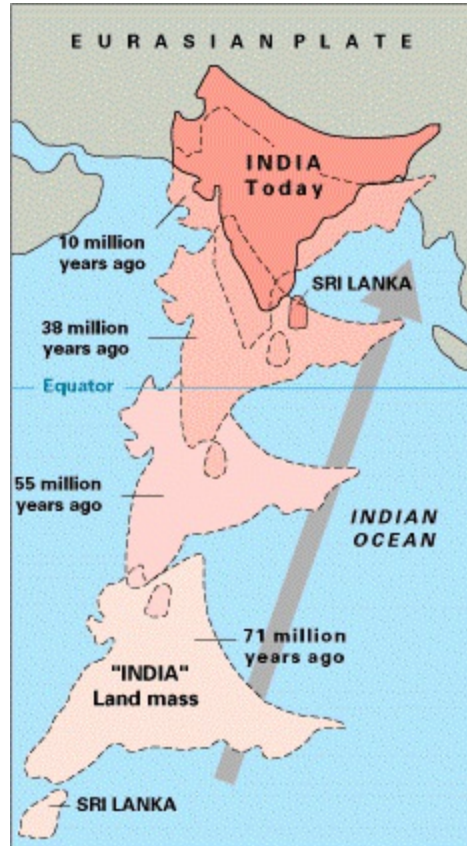 EURASIAN PLATE
INDIA
Today
10 million
years ago
SRI LANKA
38 million
years ago
Equator
55 million
years ago
INDIAN
OCEAN
71 million
years ago
"INDIA"
Land mass
SRI LANKA